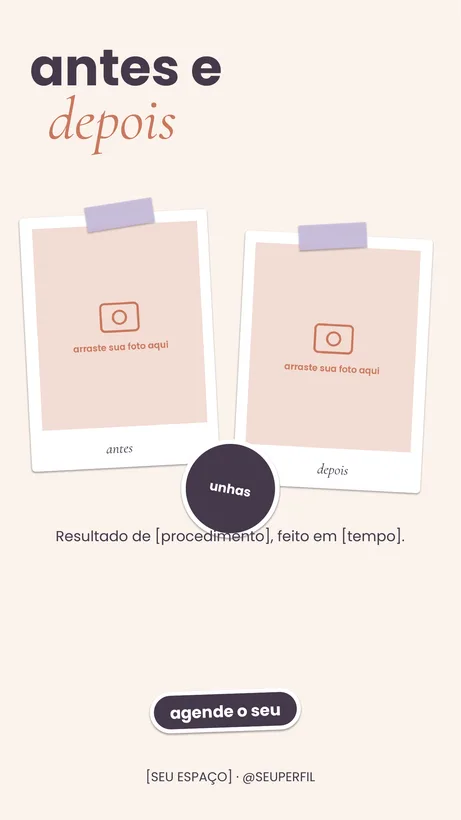 antes e
depois
arraste sua foto aqui
arraste sua foto aqui
antes
depois
unhas
Resultado de [procedimento], feito em [tempo].
agende o seu
[SEU ESPAÇO] · @SEUPERFIL